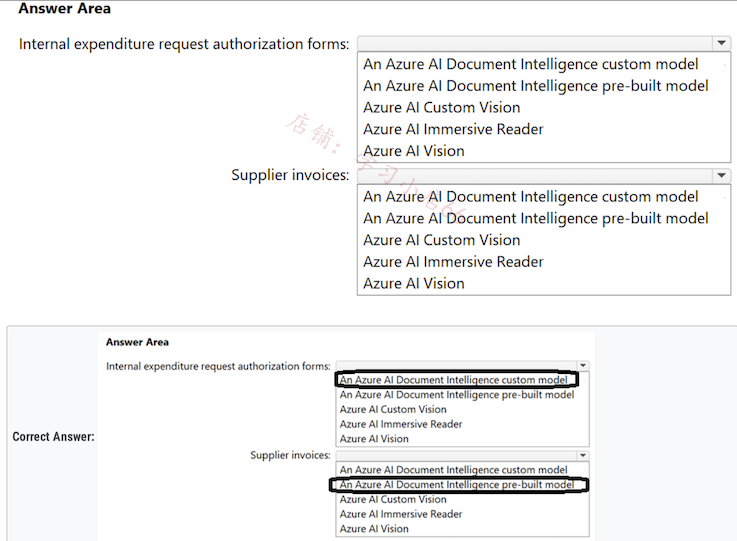 Answer Area
Internal expenditure request authorization forms:
An Azure AI Document Intelligence custom model
An Azure AI Document Intelligence pre-built model
Azure AI Custom Vision
Azure AI Immersive Reader
Azure AI Vision
Supplier invoices:
An Azure AI Document Intelligence custom model
An Azure AI Document Intelligence pre-built model
Azure AI Custom Vision
Azure AI Immersive Reader
Azure AI Vision
店铺：学习小店
Correct Answer:
Answer Area
Internal expenditure request authorization forms:
An Azure AI Document Intelligence custom model
An Azure AI Document Intelligence pre-built model
Azure AI Custom Vision
Azure AI Immersive Reader
Azure AI Vision
Supplier invoices:
An Azure AI Document Intelligence custom model
An Azure AI Document Intelligence pre-built model
Azure AI Custom Vision
Azure AI Immersive Reader
Azure AI Vision